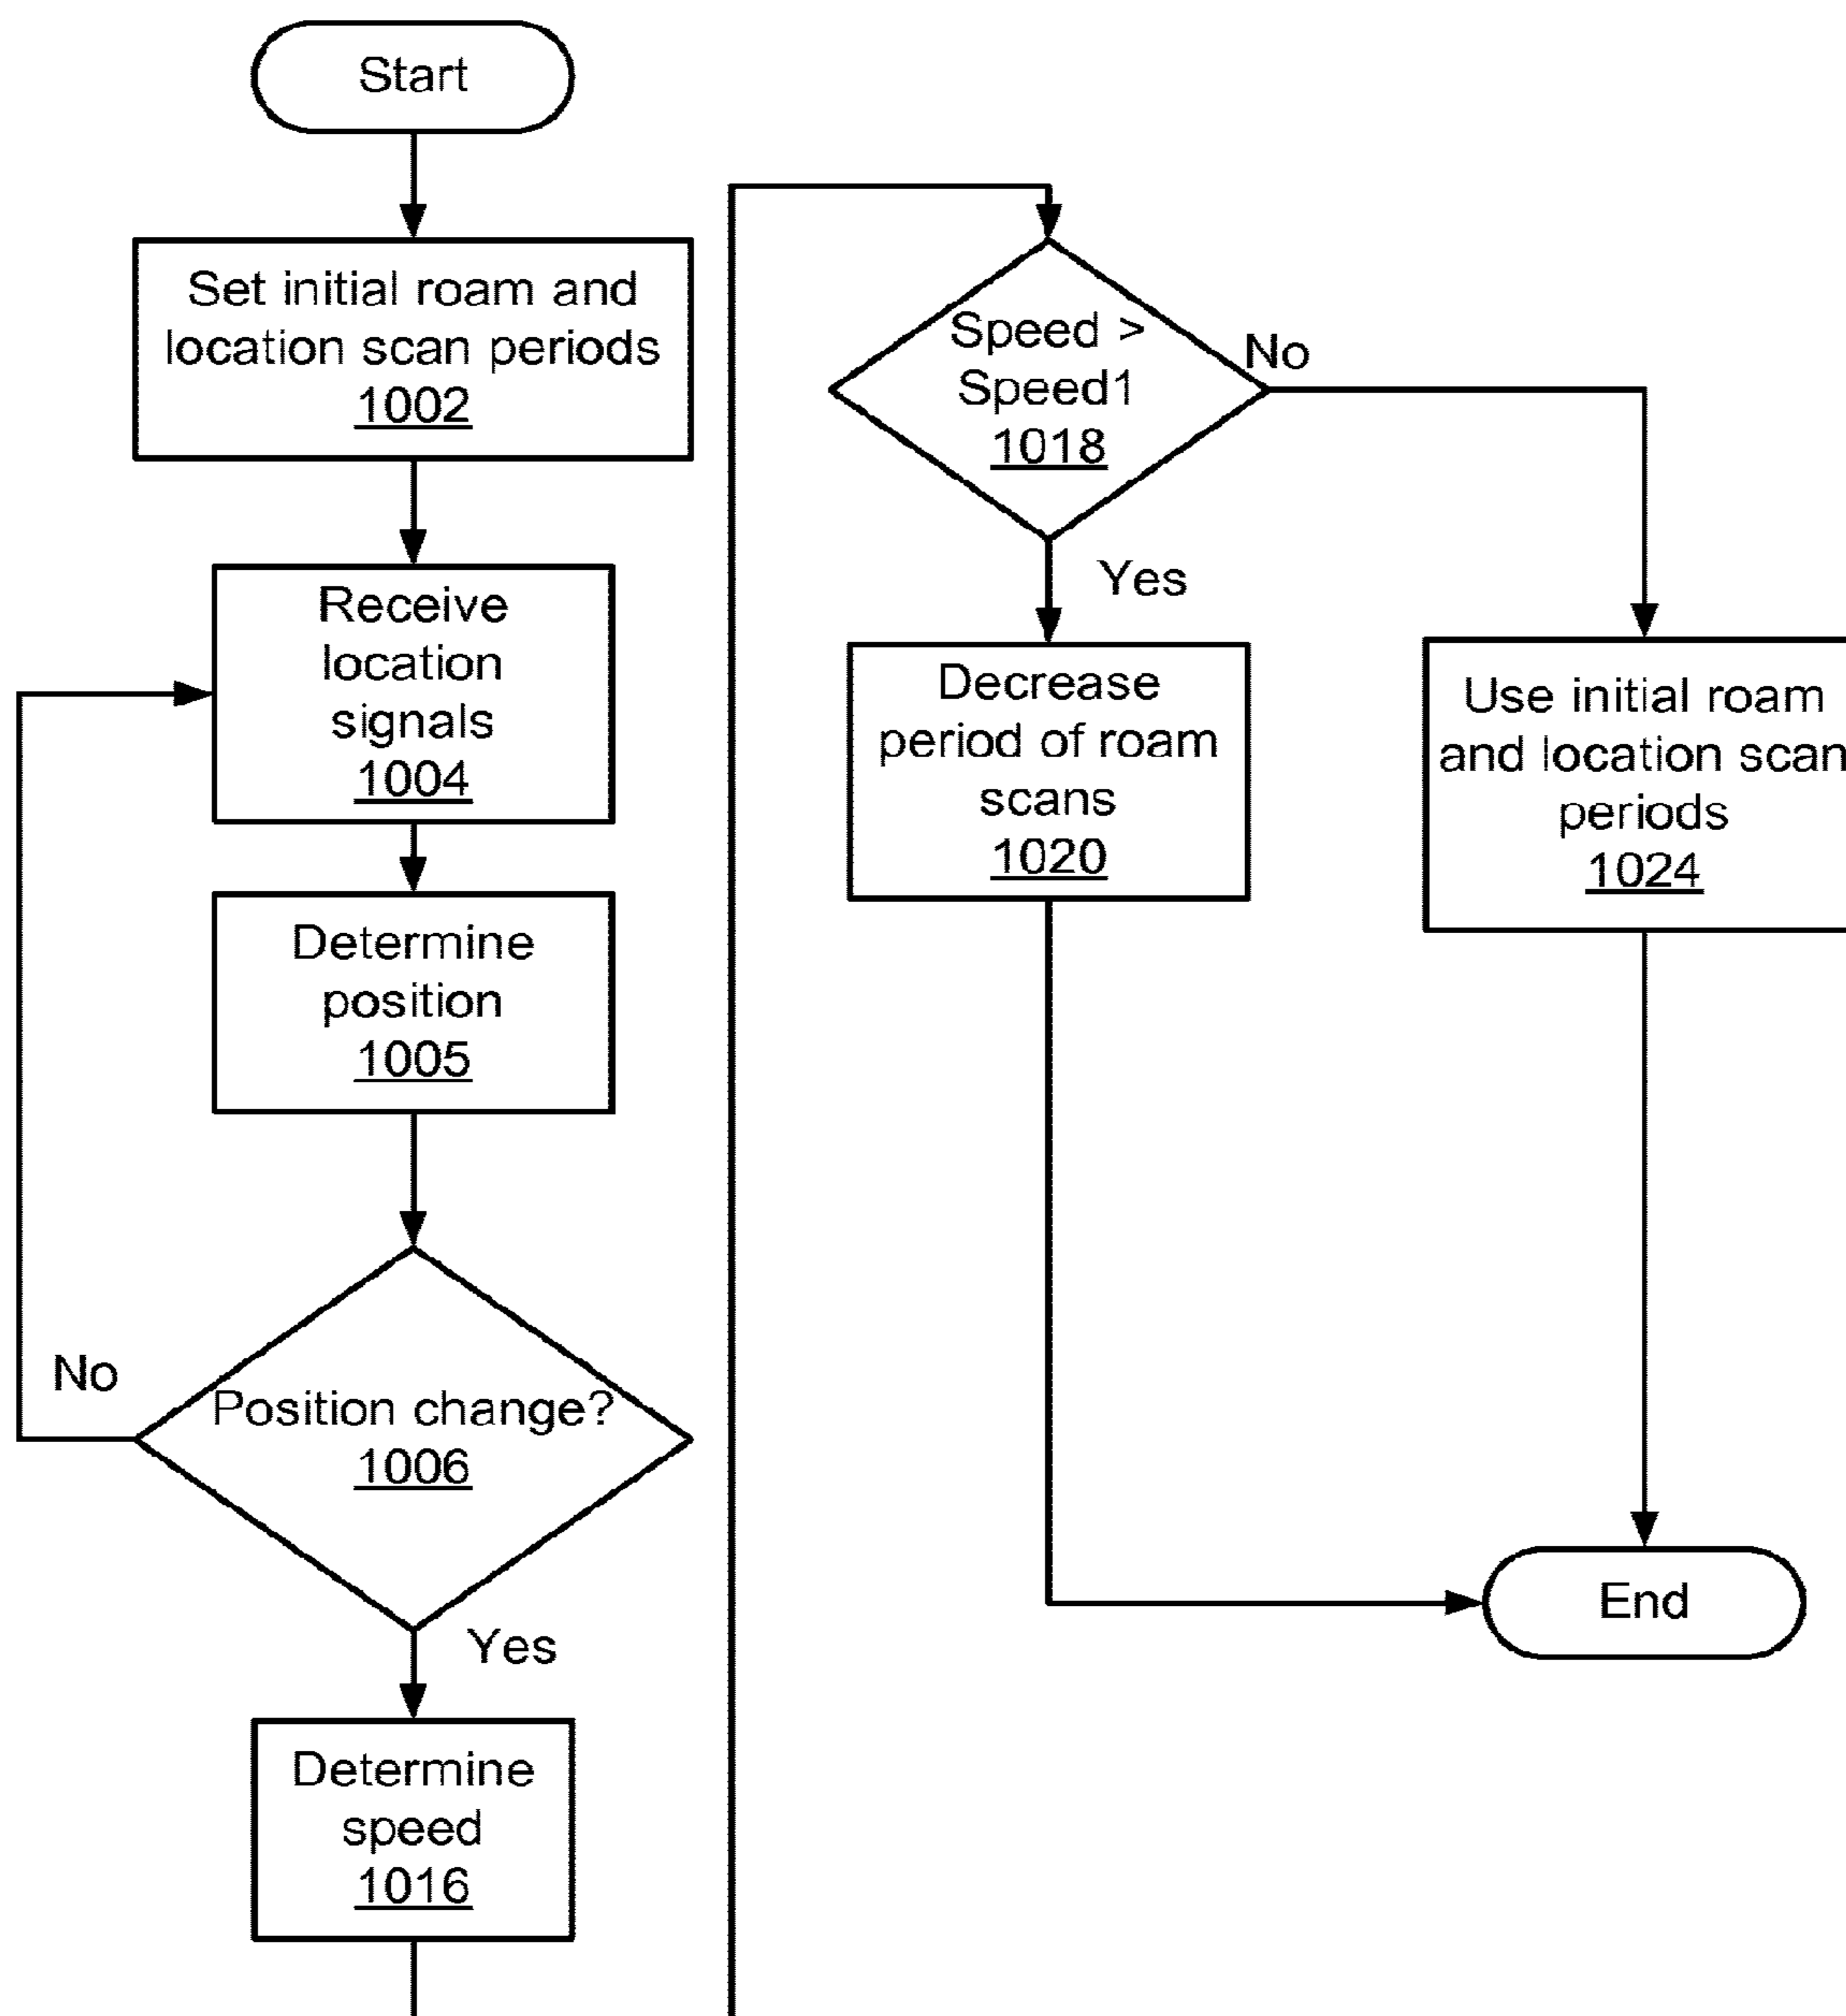 Start
Set initial roam and
location scan periods
1002
Receive
location
signals
1004
Determine
position
1005
No
Position change?
1006
Yes
Determine
speed
1016
Speed >
Speed1
1018
No
Yes
Decrease
period of roam
scans
1020
Use initial roam
and location scan
periods
1024
End